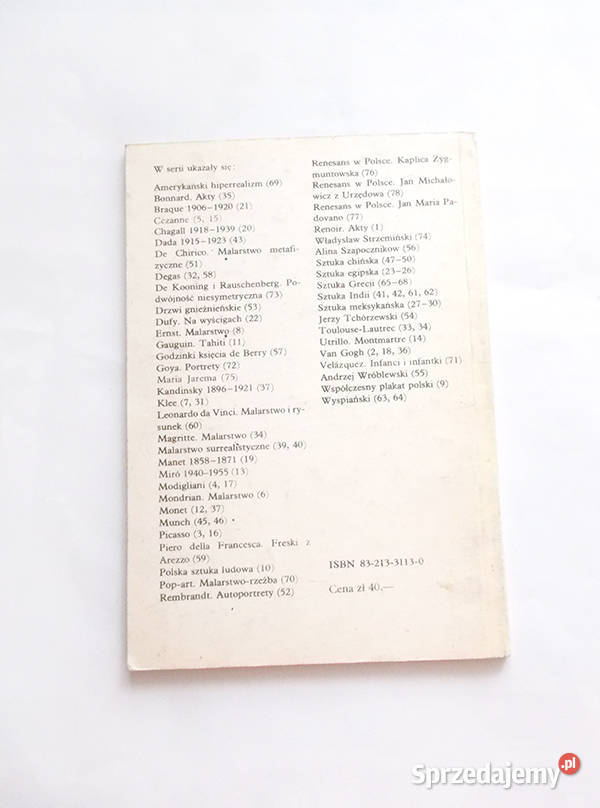 W serii ukazały się:
Amerykański hiperrealizm (69)
Bonnard. Akty (35)
Braque 1906–1920 (21)
Cézanne (5, 15)
Chagall 1918–1939 (20)
Dada 1915–1923 (43)
De Chirico. Malarstwo metafi-
zyczne (51)
Degas (32, 58)
De Kooning i Rauschenberg. Po-
dwójność niesymetryczna (73)
Drzwi gnieźnieńskie (53)
Dufy. Na wyścigach (22)
Ernst. Malarstwo (8)
Gauguin. Tahiti (11)
Godzinki księcia de Berry (57)
Goya. Portrety (72)
Maria Jarema (75)
Kandinsky 1896–1921 (37)
Klee (7, 31)
Leonardo da Vinci. Malarstwo i ry-
sunek (60)
Magritte. Malarstwo (34)
Malarstwo surrealistyczne (39, 40)
Manet 1858–1871 (19)
Miró 1940–1955 (13)
Modigliani (4, 17)
Mondrian. Malarstwo (6)
Monet (12, 37)
Munch (45, 46)
Picasso (3, 16)
Piero della Francesca. Freski z
Arezzo (59)
Polska sztuka ludowa (10)
Pop-art. Malarstwo-rzeźba (70)
Rembrandt. Autoportrety (52)
Renesans w Polsce. Kaplica Zyg-
muntowska (76)
Renesans w Polsce. Jan Michało-
wicz z Urzędowa (78)
Renesans w Polsce. Jan Maria Pa-
dovano (77)
Renoir. Akty (1)
Władysław Strzemiński (74)
Alina Szapocznikow (56)
Sztuka chińska (47–50)
Sztuka egipska (23–26)
Sztuka Grecji (65–68)
Sztuka Indii (41, 42, 61, 62)
Sztuka meksykańska (27–30)
Jerzy Tchórzewski (54)
Toulouse-Lautrec (33, 34)
Utrillo. Montmartre (14)
Van Gogh (2, 18, 36)
Velázquez. Infanci i infantki (71)
Andrzej Wróblewski (55)
Współczesny plakat polski (9)
Wyspiański (63, 64)
ISBN 83-213-3113-0
Cena zł 40.—
Sprzedajemy.pl